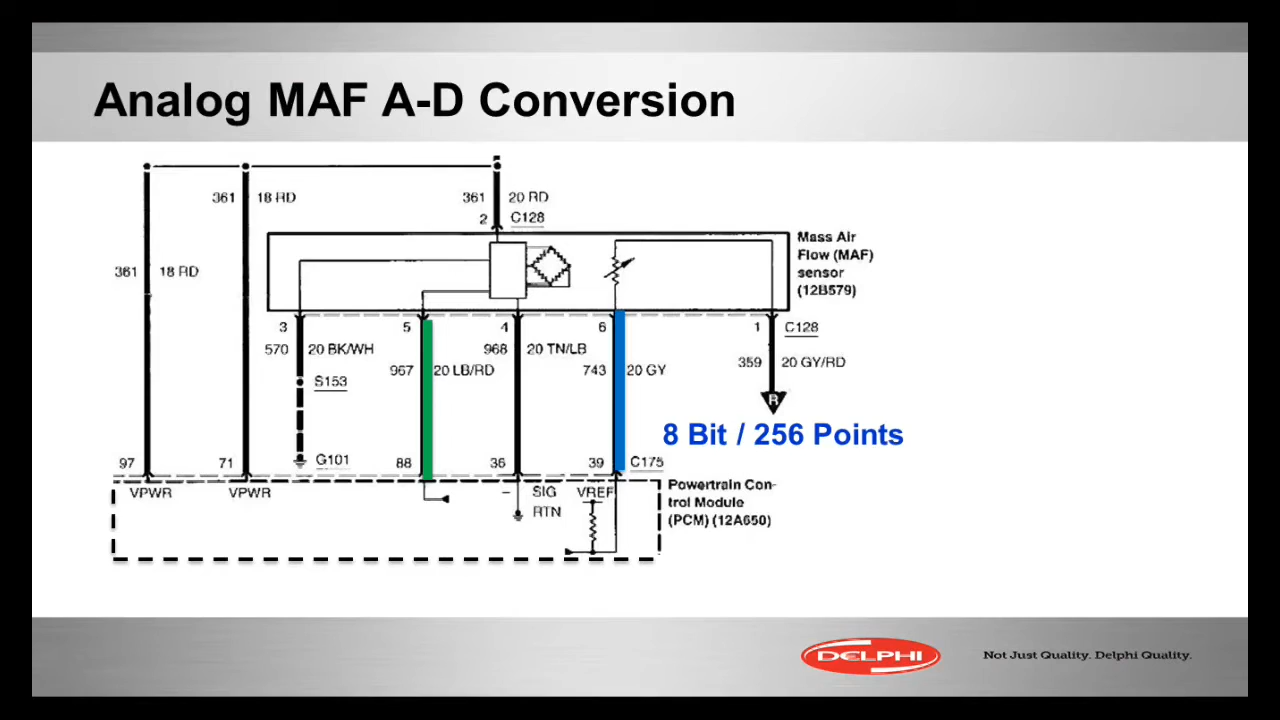 Analog MAF A-D Conversion
361 18 RD
361 20 RD
2 C128
Mass Air
Flow (MAF)
sensor
(12B579)
361 18 RD
3 5 4 6 1 C128
570 20 BK/WH
968 20 TN/LB
359 20 GY/RD
967 20 LB/RD
743 20 GY
S153
R
8 Bit / 256 Points
97 71 G101 88 36 39 C175
VPWR VPWR – SIG VREF
RTN
Powertrain Con-
trol Module
(PCM) (12A650)
DELPHI
Not Just Quality. Delphi Quality.